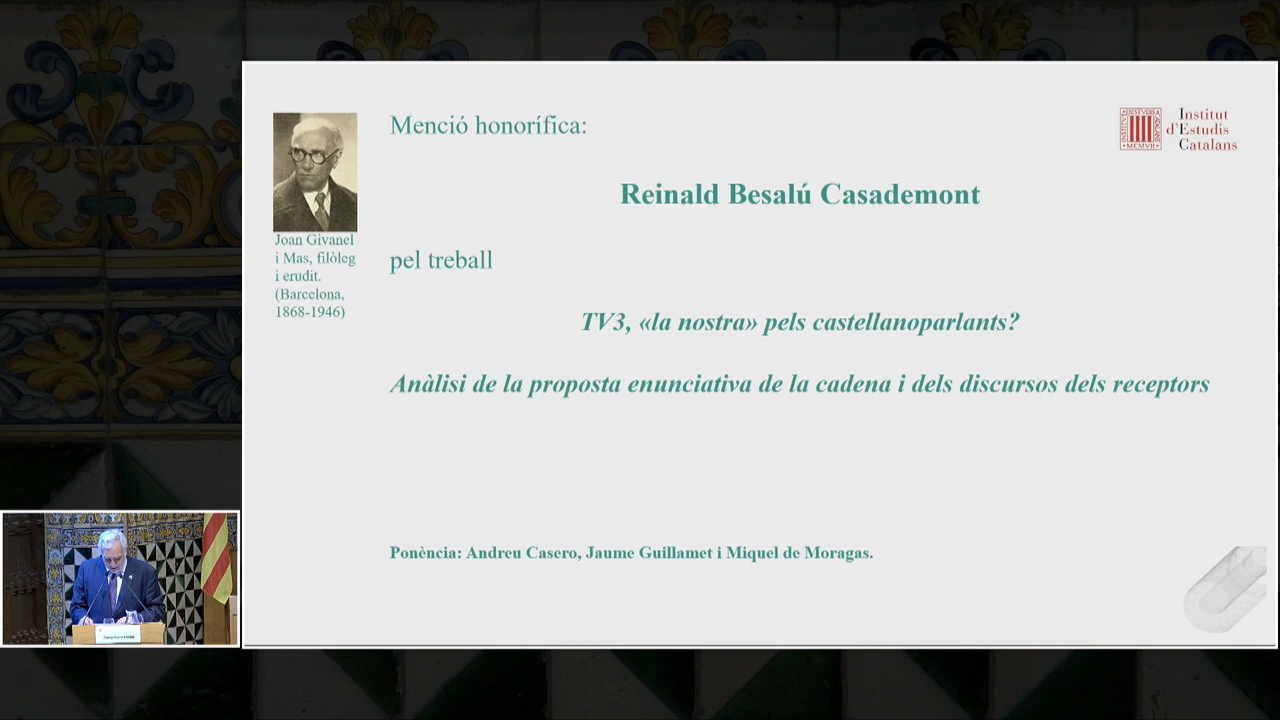 Menció honorífica:
Institut
d'Estudis
Catalans
MCMVII
Reinald Besalú Casademont
Joan Givanel
i Mas, filòleg
i erudit.
(Barcelona,
1868-1946)
pel treball
TV3, «la nostra» pels castellanoparlants?
Anàlisi de la proposta enunciativa de la cadena i dels discursos dels receptors
Ponència: Andreu Casero, Jaume Guillamet i Miquel de Moragas.